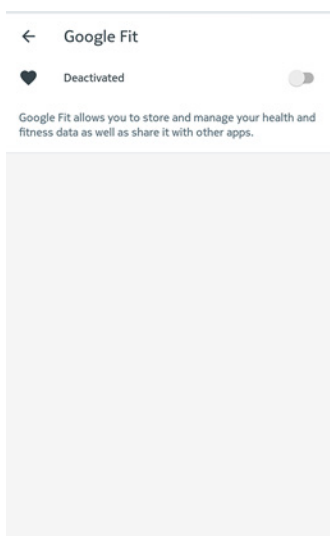 Google Fit
Deactivated
Google Fit allows you to store and manage your health and
fitness data as well as share it with other apps.